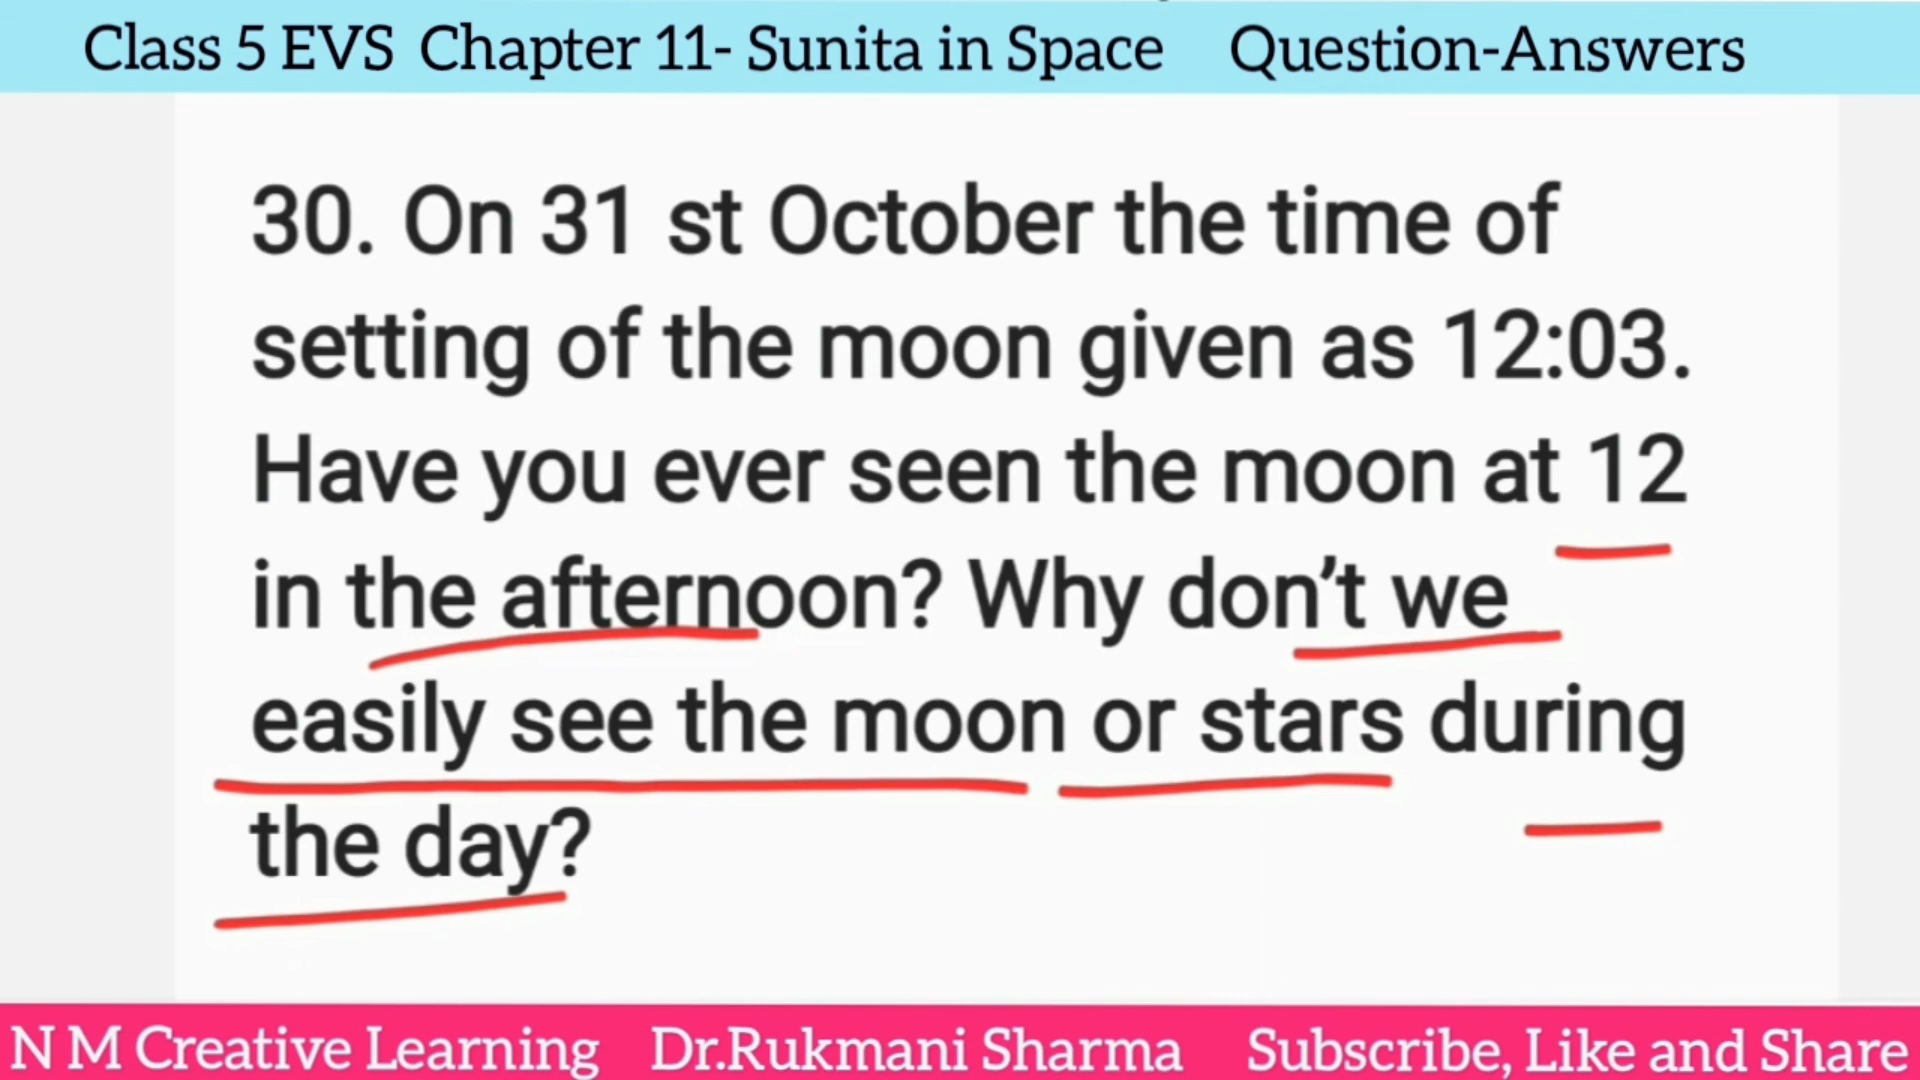 Class 5 EVS Chapter 11- Sunita in Space Question-Answers
30. On 31 st October the time of
setting of the moon given as 12:03.
Have you ever seen the moon at 12
in the afternoon? Why don’t we
easily see the moon or stars during
the day?
N M Creative Learning Dr.Rukmani Sharma Subscribe, Like and Share